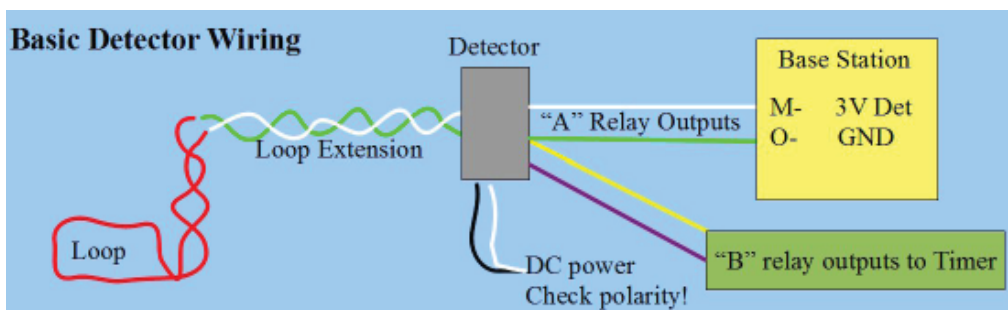 Basic Detector Wiring
Detector
Base Station
M- 3V Det
O- GND
"A" Relay Outputs
Loop Extension
Loop
"B" relay outputs to Timer
DC power
Check polarity!